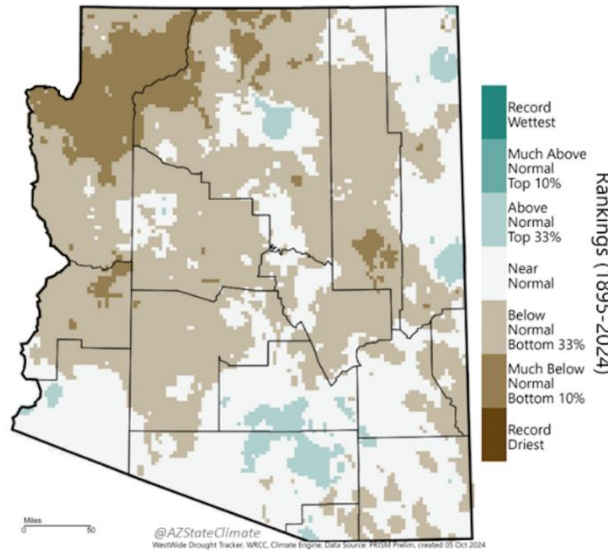 Record
Wettest
Much Above
Normal
Top 10%
Above
Normal
Top 33%
Near
Normal
Below
Normal
Bottom 33%
Much Below
Normal
Bottom 10%
Record
Driest
Rankings (1895-2024)
Miles
0 50
@AZStateClimate
WestWide Drought Tracker, WRCC, Climate Engine, Data Source: PRISM Prelim, created 05 Oct 2024